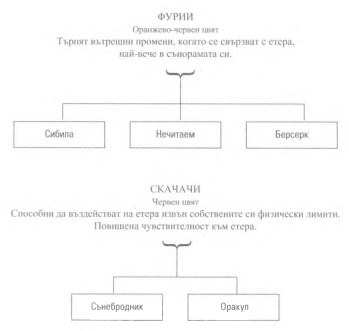 ФУРИИ
Оранжево-червен цвят
Търпят вътрешни промени, когато се свързват с етера,
най-вече в сънорамата си.
Сибила Нечитаем Берсерк
СКАЧАЧИ
Червен цвят
Способни да въздействат на етера извън собствените си физически лимити.
Повишена чувствителност към етера.
Сънебродник Оракул